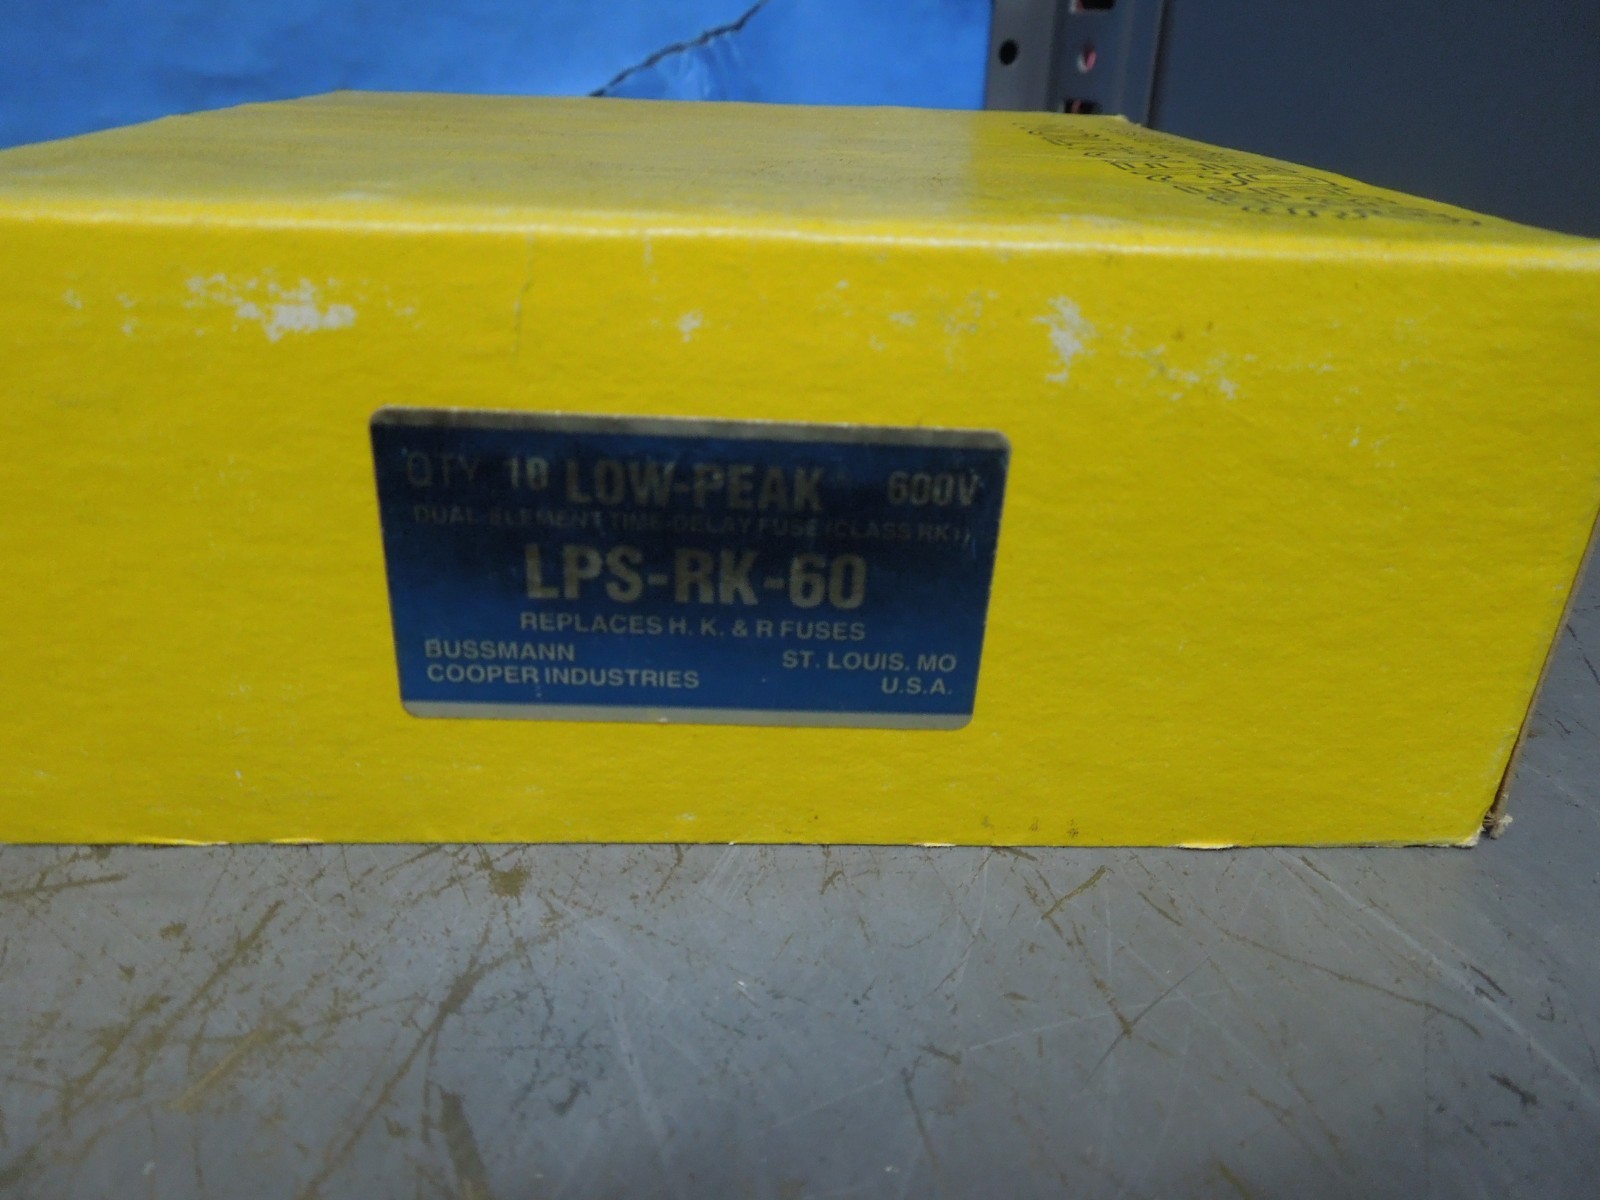 QTY. 10 LOW-PEAK 600V
DUAL-ELEMENT TIME-DELAY FUSE (CLASS RK1)
LPS-RK-60
REPLACES H. K. & R FUSES
BUSSMANN ST. LOUIS, MO
COOPER INDUSTRIES U.S.A.